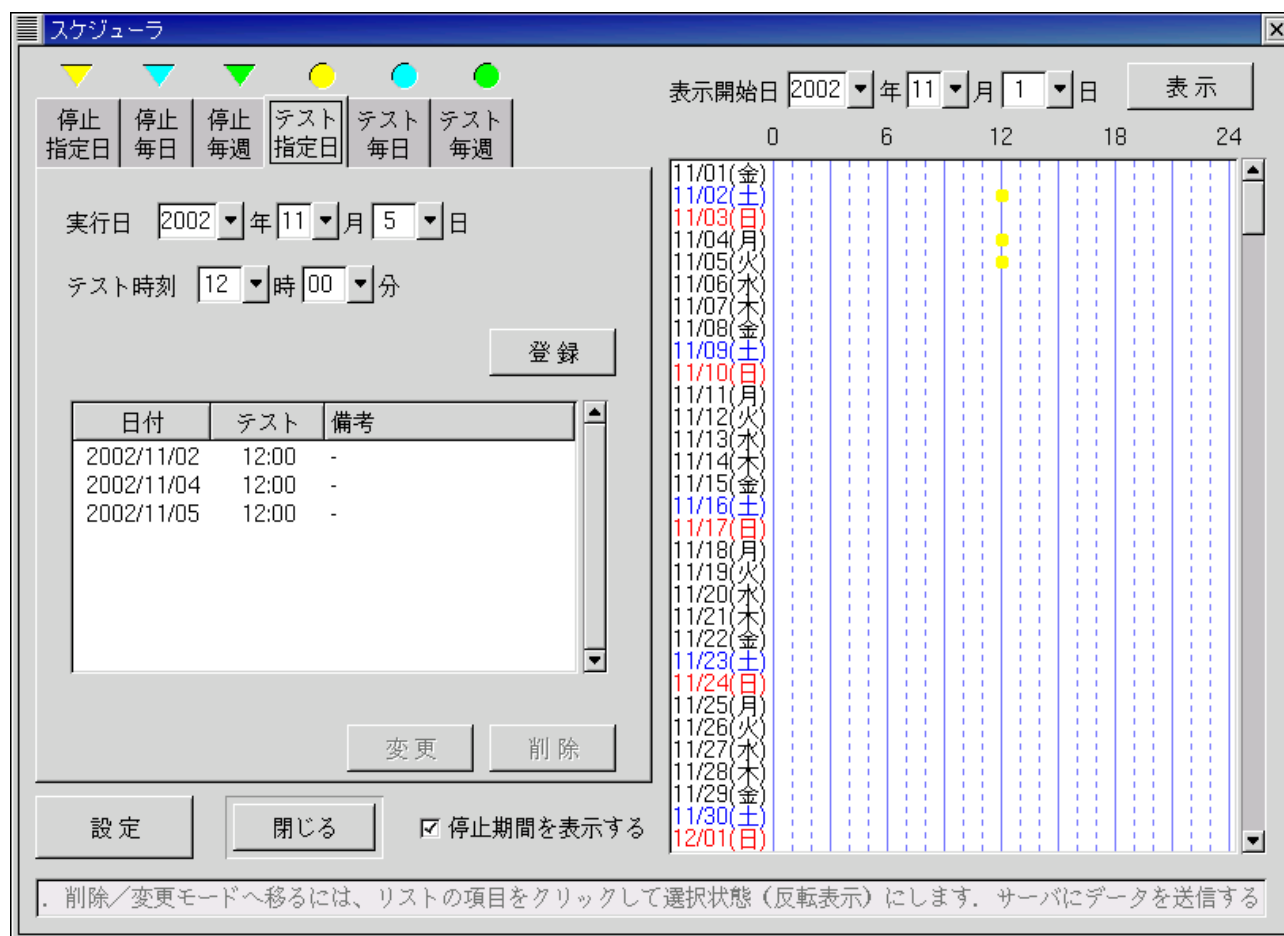 スケジューラ
停止 指定日
停止 毎日
停止 毎週
テスト 指定日
テスト 毎日
テスト 毎週
実行日 2002 年 11 月 5 日
テスト時刻 12 時 00 分
登録
日付 テスト 備考
2002/11/02 12:00 -
2002/11/04 12:00 -
2002/11/05 12:00 -
変更 削除
設定 閉じる 停止期間を表示する
表示開始日 2002 年 11 月 1 日 表示
0 6 12 18 24
11/01(金)
11/02(土)
11/03(日)
11/04(月)
11/05(火)
11/06(水)
11/07(木)
11/08(金)
11/09(土)
11/10(日)
11/11(月)
11/12(火)
11/13(水)
11/14(木)
11/15(金)
11/16(土)
11/17(日)
11/18(月)
11/19(火)
11/20(水)
11/21(木)
11/22(金)
11/23(土)
11/24(日)
11/25(月)
11/26(火)
11/27(水)
11/28(木)
11/29(金)
11/30(土)
12/01(日)
．削除／変更モードへ移るには、リストの項目をクリックして選択状態（反転表示）にします．サーバにデータを送信する